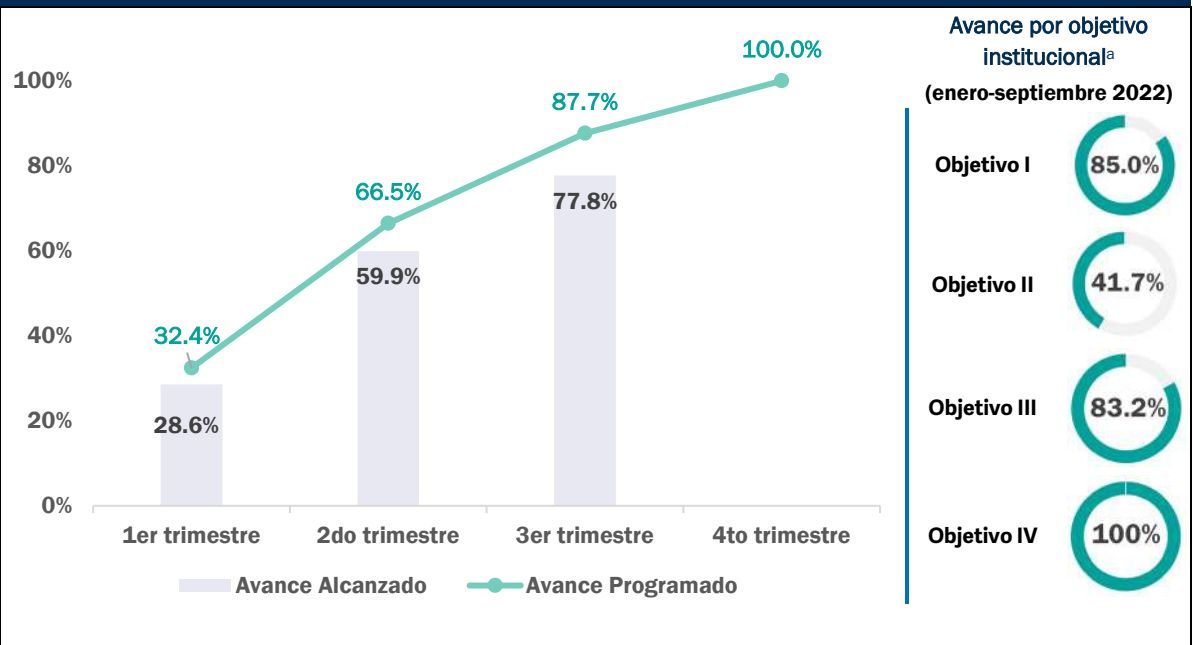 100.0%
100%
87.7%
80%
66.5%
77.8%
60%
59.9%
40%
32.4%
28.6%
20%
0%
1er trimestre
2do trimestre
3er trimestre
4to trimestre
Avance Alcanzado
Avance Programado
Avance por objetivo
institucionalᵃ
(enero-septiembre 2022)
Objetivo I
85.0%
Objetivo II
41.7%
Objetivo III
83.2%
Objetivo IV
100%